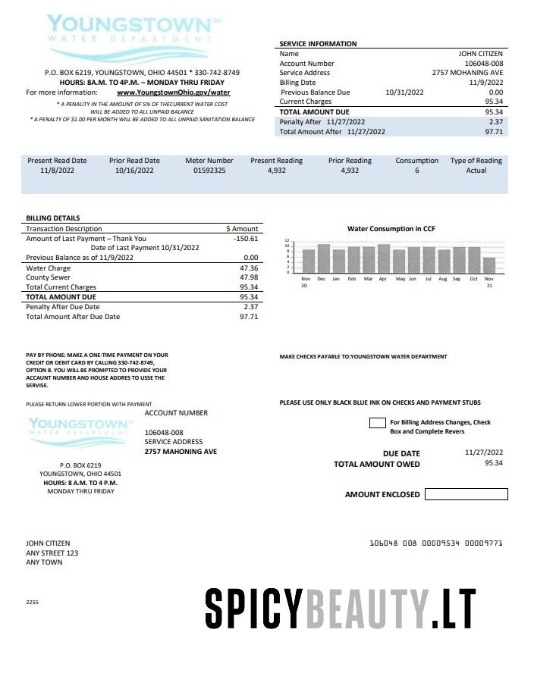 YOUNGSTOWN
WATER DEPARTMENT
P.O. BOX 6219, YOUNGSTOWN, OHIO 44501 * 330-742-8749
HOURS: 8A.M. TO 4P.M. – MONDAY THRU FRIDAY
For more information: www.YoungstownOhio.gov/water
* A PENALITY IN THE AMOUNT OF 5% OF THECURRENT WATER COST
WILL BE ADDED TO ALL UNPAID BALANCE
* A PENALTY OF $1.00 PER MONTH WILL BE ADDED TO ALL UNPAID SANITATION BALANCE
SERVICE INFORMATION
Name JOHN CITIZEN
Account Number 106048-008
Service Address 2757 MOHANING AVE
Billing Date 11/9/2022
Previous Balance Due 10/31/2022 0.00
Current Charges 95.34
TOTAL AMOUNT DUE 95.34
Penalty After 11/27/2022 2.37
Total Amount After 11/27/2022 97.71
Present Read Date Prior Read Date Meter Number Present Reading Prior Reading Consumption Type of Reading
11/8/2022 10/16/2022 01592325 4,932 4,932 6 Actual
BILLING DETAILS
Transaction Description $ Amount
Amount of Last Payment – Thank You -150.61
Date of Last Payment 10/31/2022
Previous Balance as of 11/9/2022 0.00
Water Charge 47.36
County Sewer 47.98
Total Current Charges 95.34
TOTAL AMOUNT DUE 95.34
Penalty After Due Date 2.37
Total Amount After Due Date 97.71
Water Consumption in CCF
12
10
8
6
4
2
0
Nov Dec Jan Feb Mar Apr May Jun Jul Aug Sep Oct Nov
20 21
PAY BY PHONE: MAKE A ONE-TIME PAYMENT ON YOUR
CREDIT OR DEBIT CARD BY CALLING 330-742-8749,
OPTION 8. YOU WILL BE PROMPTED TO PROVIDE YOUR
ACCAUNT NUMBER AND HOUSE ADDRES TO USSE THE
SERVISE.
MAKE CHECKS PAYABLE TO:YOUNGSTOWN WATER DEPARTMENT
PLEASE RETURN LOWER PORTION WITH PAYMENT
PLEASE USE ONLY BLACK BLUE INK ON CHECKS AND PAYMENT STUBS
YOUNGSTOWN
WATER DEPARTMENT
P.O. BOX 6219
YOUNGSTOWN, OHIO 44501
HOURS: 8 A.M. TO 4 P.M.
MONDAY THRU FRIDAY
ACCOUNT NUMBER
106048-008
SERVICE ADDRESS
2757 MAHONING AVE
For Billing Address Changes, Check
Box and Complete Revers
DUE DATE 11/27/2022
TOTAL AMOUNT OWED 95.34
AMOUNT ENCLOSED
JOHN CITIZEN
ANY STREET 123
ANY TOWN
106048 008 00009534 00009771
2255
SPICYBEAUTY.LT